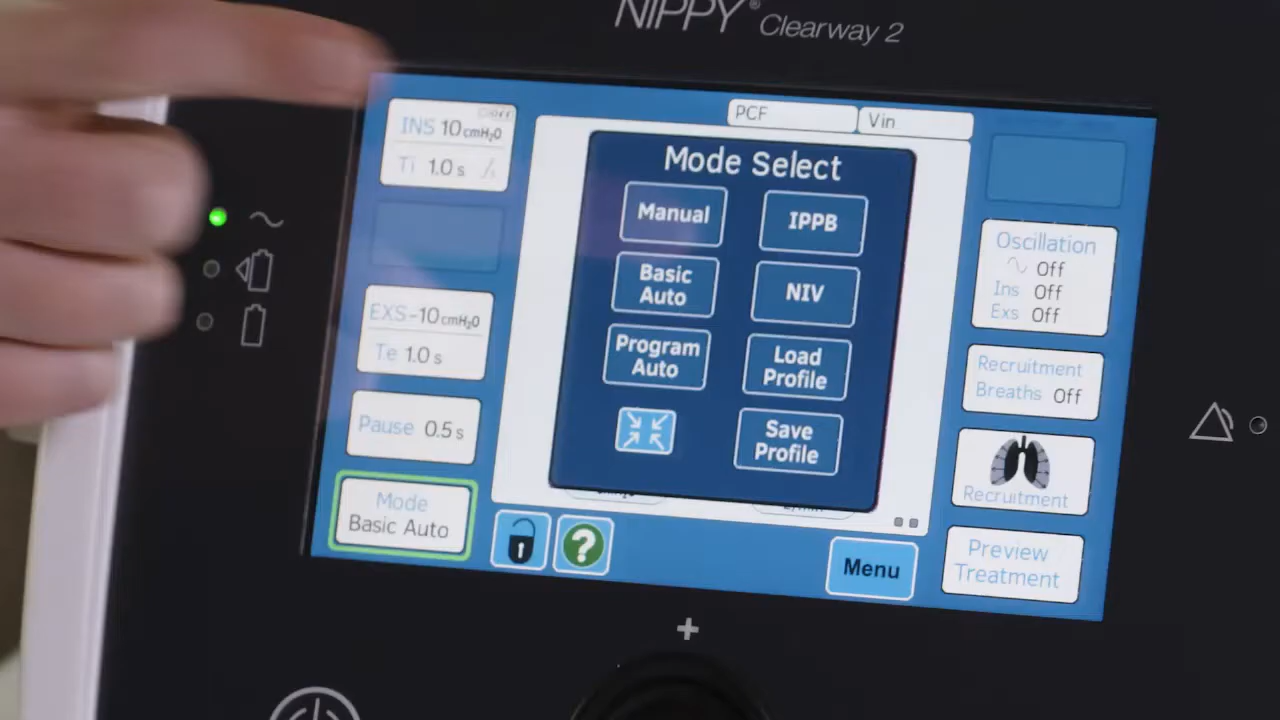 NIPPY® Clearway 2
INS 10 cmH₂O
Ti 1.0 s
EXS -10 cmH₂O
Te 1.0 s
Pause 0.5 s
Mode
Basic Auto
PCF
Vin
Mode Select
Manual
IPPB
Basic
Auto
NIV
Program
Auto
Load
Profile
Save
Profile
?
Menu
Oscillation
Off
Ins Off
Exs Off
Recruitment
Breaths Off
Recruitment
Preview
Treatment